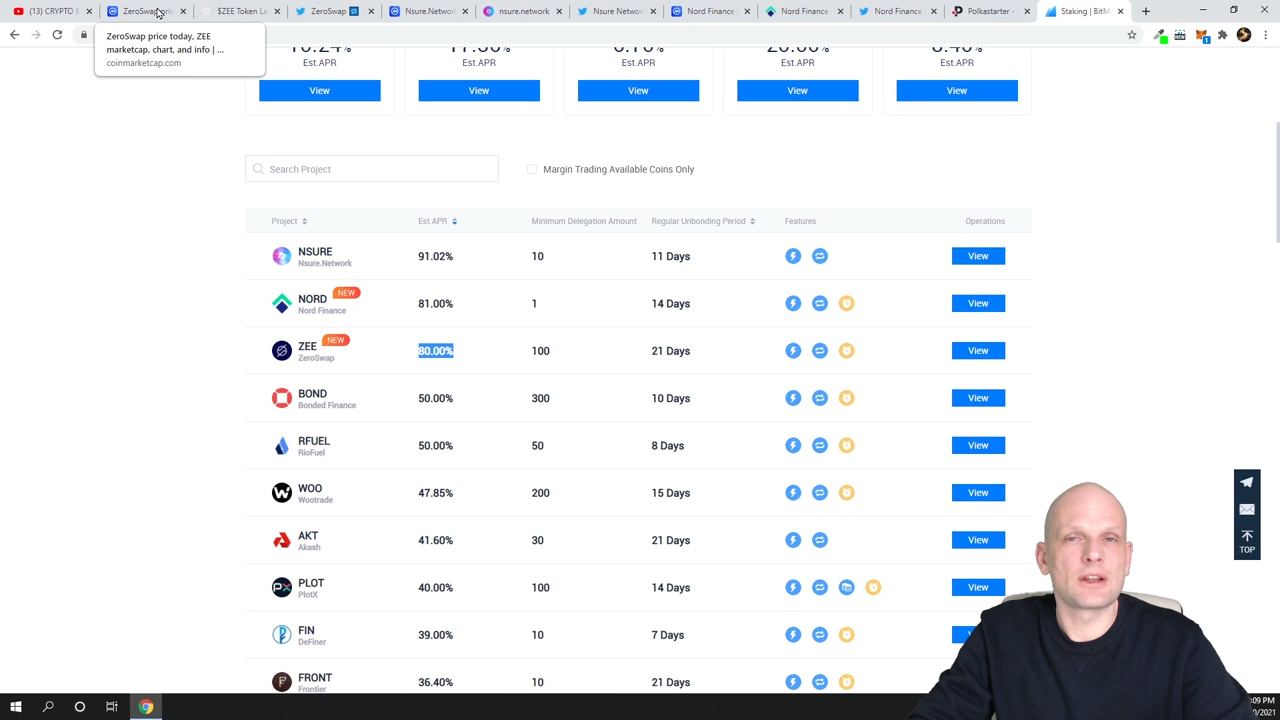 (13) CRYPTO B
ZeroSwap pric
$ZEE Token L
ZeroSwap
nsure.network
Nsure Networ
Nsure.networ
Nord Finance
Nord Finance
Nord Finance
Polkastarter -
Staking | BitM
ZeroSwap price today, ZEE
marketcap, chart, and info | ...
coinmarketcap.com
Est.APR
Est.APR
Est.APR
Est.APR
Est.APR
View
View
View
View
View
Search Project
Margin Trading Available Coins Only
Project Est.APR Minimum Delegation Amount Regular Unbonding Period Features Operations
NSURE
Nsure.Network
91.02% 10 11 Days View
NORD NEW
Nord Finance
81.00% 1 14 Days View
ZEE NEW
ZeroSwap
80.00% 100 21 Days View
BOND
Bonded Finance
50.00% 300 10 Days View
RFUEL
RioFuel
50.00% 50 8 Days View
WOO
Wootrade
47.85% 200 15 Days View
AKT
Akash
41.60% 30 21 Days View
PLOT
PlotX
40.00% 100 14 Days View
FIN
DeFiner
39.00% 10 7 Days
FRONT
Frontier
36.40% 10 21 Days View
TOP
:09 PM
0/2021